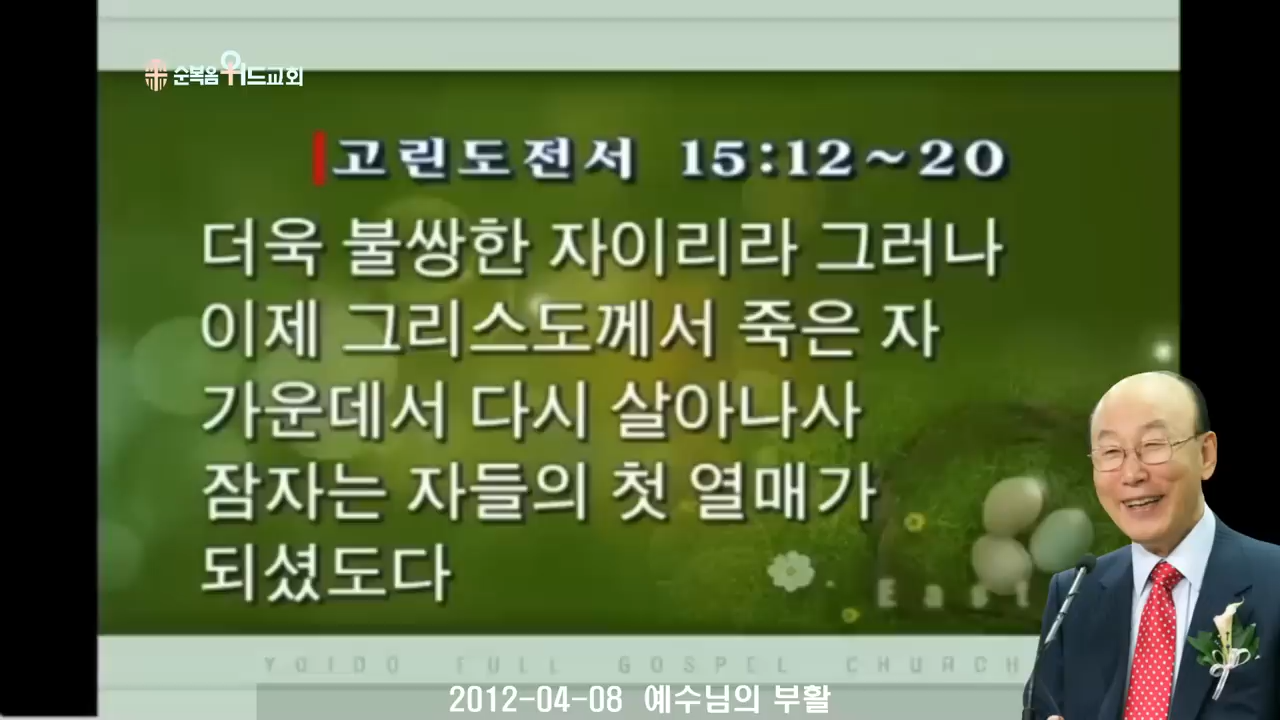 순복음위드교회
고린도전서 15:12~20
더욱 불쌍한 자이리라 그러나
이제 그리스도께서 죽은 자
가운데서 다시 살아나사
잠자는 자들의 첫 열매가
되셨도다
East
YOIDO FULL GOSPEL CHURCH
2012-04-08 예수님의 부활